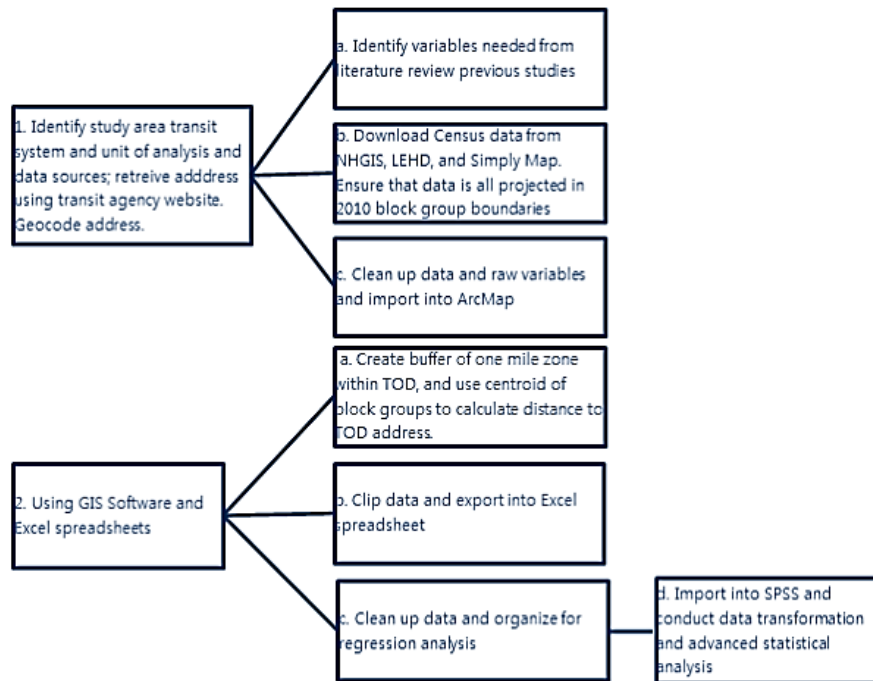 a. Identify variables needed from
literature review previous studies
1. Identify study area transit
system and unit of analysis and
data sources; retreive adddress
using transit agency website.
Geocode address.
b. Download Census data from
NHGIS, LEHD, and Simply Map.
Ensure that data is all projected in
2010 block group boundaries
c. Clean up data and raw variables
and import into ArcMap
a. Create buffer of one mile zone
within TOD, and use centroid of
block groups to calculate distance to
TOD address.
2. Using GIS Software and
Excel spreadsheets
b. Clip data and export into Excel
spreadsheet
c. Clean up data and organize for
regression analysis
d. Import into SPSS and
conduct data transformation
and advanced statistical
analysis